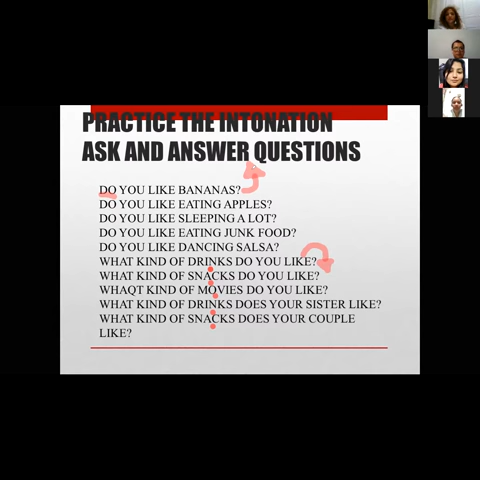 PRACTICE THE INTONATION
ASK AND ANSWER QUESTIONS
DO YOU LIKE BANANAS?
DO YOU LIKE EATING APPLES?
DO YOU LIKE SLEEPING A LOT?
DO YOU LIKE EATING JUNK FOOD?
DO YOU LIKE DANCING SALSA?
WHAT KIND OF DRINKS DO YOU LIKE?
WHAT KIND OF SNACKS DO YOU LIKE?
WHAQT KIND OF MOVIES DO YOU LIKE?
WHAT KIND OF DRINKS DOES YOUR SISTER LIKE?
WHAT KIND OF SNACKS DOES YOUR COUPLE
LIKE?